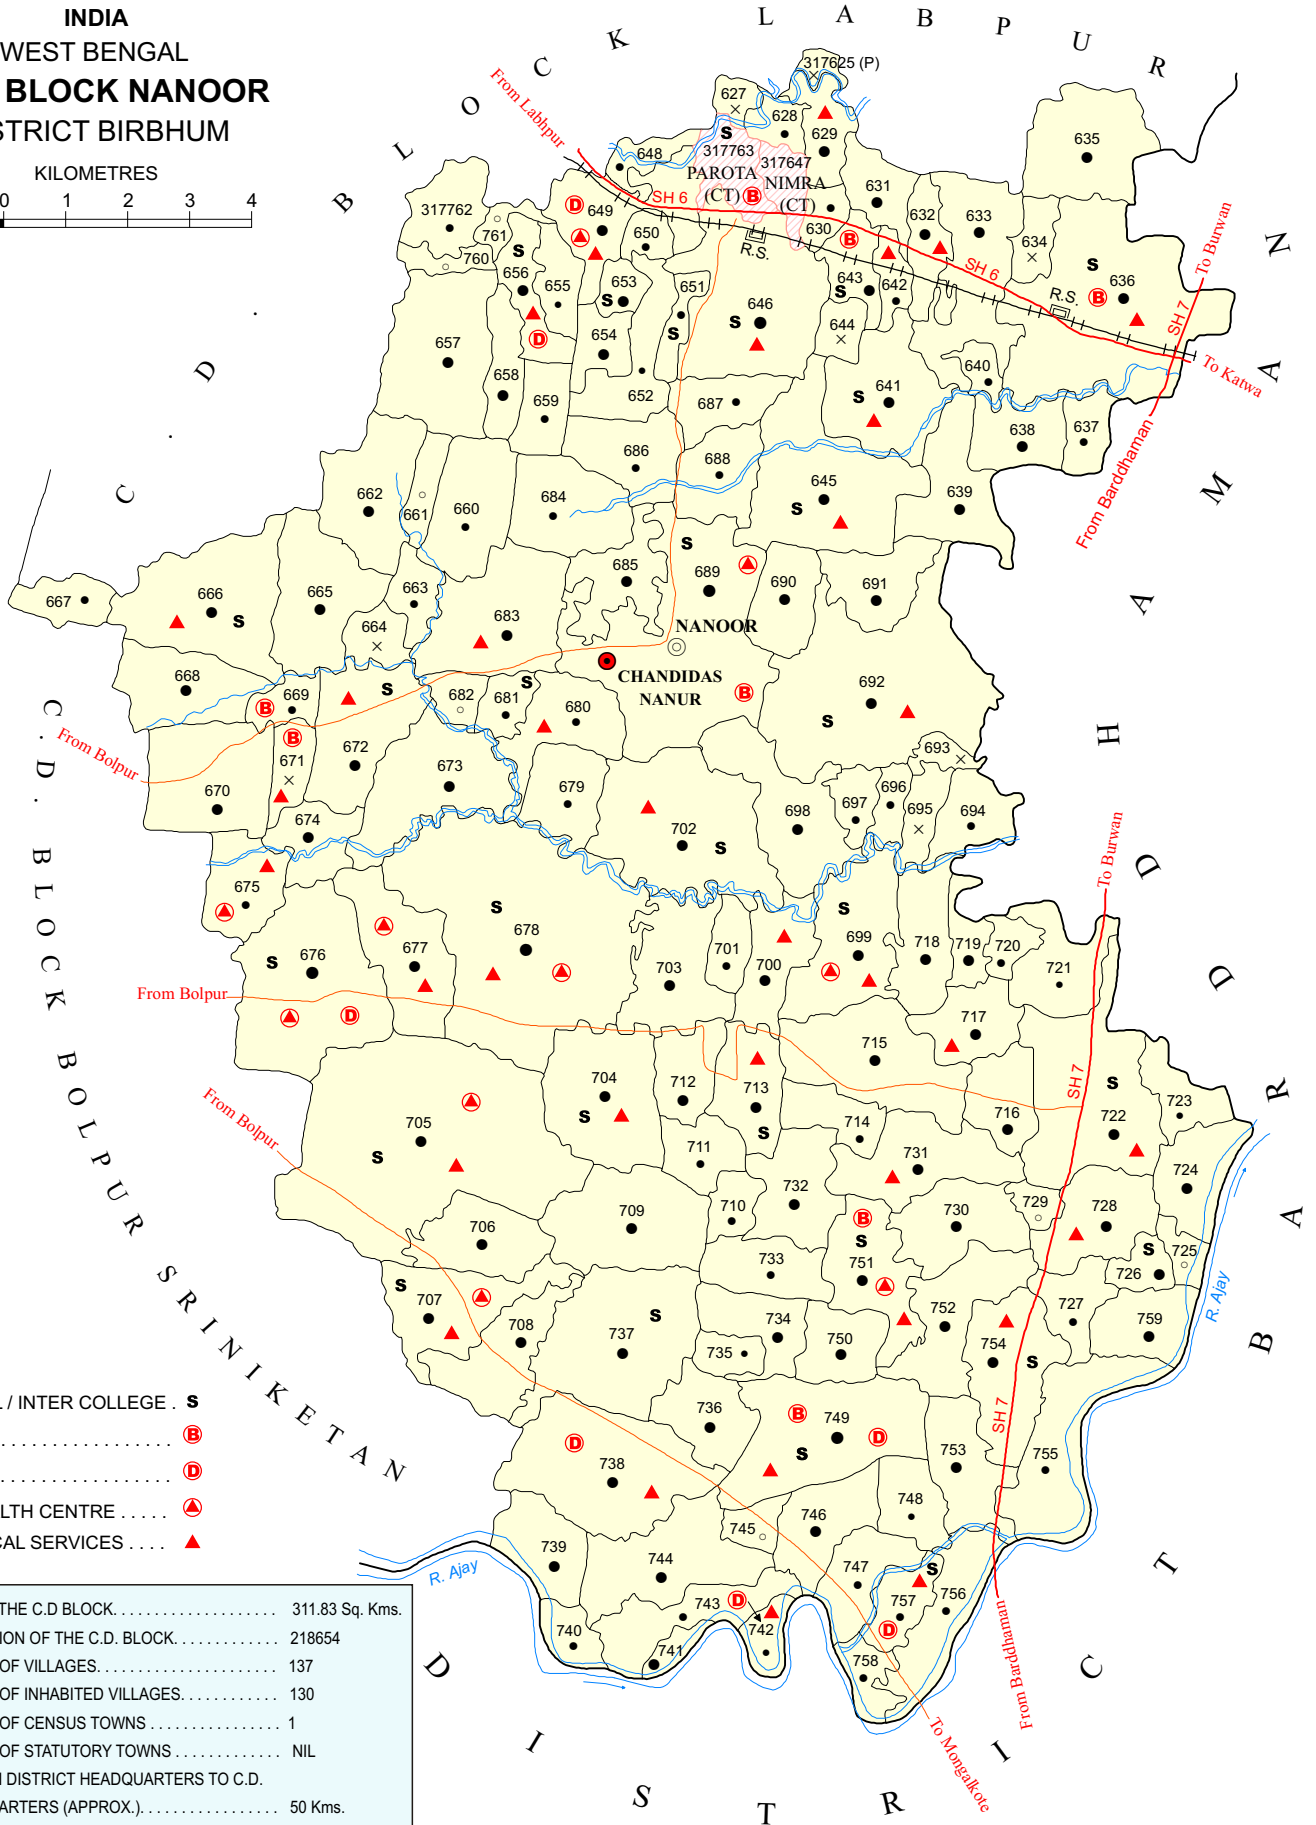 INDIA
WEST BENGAL
BLOCK NANOOR
STRICT BIRBHUM
KILOMETRES
0 1 2 3 4
B L O C K L A B P U R
C . D .
From Labhpur
317625 (P)
627
628
629
635
648
S
317763
PAROTA
(CT)
B
317647
NIMRA
(CT)
SH 6
631
632
633
634
630
R.S.
317762
761
760
D
649
650
S
656
655
S 653
651
S
654
D
657
658
659
652
S 646
B
643
S
642
644
SH 6
R.S.
S
B 636
To Burwan
SH 7
To Katwa
640
S 641
687
638
637
From Barddhaman
686
688
645
S
639
662
661
660
684
S
689
690
691
685
667
666
S
665
663
664
683
NANOOR
CHANDIDAS
NANUR
B
692
S
693
668
B 669
S
682
681
S
680
From Bolpur
B
671
672
673
670
674
679
698
697
696
695
694
702
S
675
S 676
677
S
678
703
701
700
S
699
718
719
720
721
To Burwan
From Bolpur
D
717
715
SH 7
From Bolpur
705
S
704
S
712
713
S
711
714
716
S
722
723
724
731
732
710
709
706
730
729
728
725
S
726
B
S
751
733
S
707
708
S
737
734
735
750
752
754
S
727
759
R. Ajay
SH 7
736
B 749
D
S
753
755
D
738
748
746
745
747
739
744
743
D
742
740
741
S
757
D
756
758
R. Ajay
From Barddhaman
To Mongalkote
C . D . B L O C K B O L P U R S R I N I K E T A N
D I S T R I C T
B A R D D H A M A N
L / INTER COLLEGE . S
. . . . . . . . . . . . . . . . . B
. . . . . . . . . . . . . . . . . D
LTH CENTRE . . . . .
CAL SERVICES . . . .
THE C.D BLOCK. . . . . . . . . . . . . . . . . . . 311.83 Sq. Kms.
ION OF THE C.D. BLOCK. . . . . . . . . . . . 218654
OF VILLAGES. . . . . . . . . . . . . . . . . . . . . 137
OF INHABITED VILLAGES. . . . . . . . . . . 130
OF CENSUS TOWNS . . . . . . . . . . . . . . . 1
OF STATUTORY TOWNS . . . . . . . . . . . . NIL
M DISTRICT HEADQUARTERS TO C.D.
ARTERS (APPROX.). . . . . . . . . . . . . . . . 50 Kms.